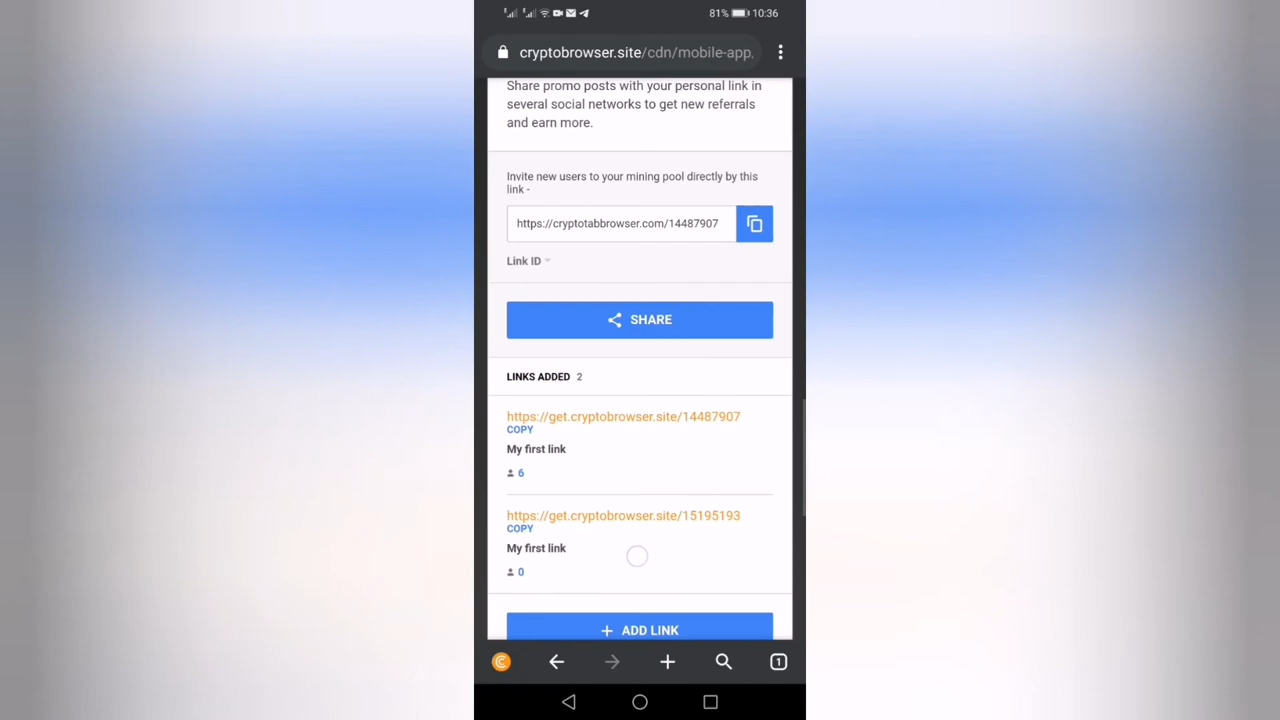 81% 10:36
cryptobrowser.site/cdn/mobile-app.
Share promo posts with your personal link in
several social networks to get new referrals
and earn more.
Invite new users to your mining pool directly by this
link -
https://cryptotabbrowser.com/14487907
Link ID
SHARE
LINKS ADDED 2
https://get.cryptobrowser.site/14487907
COPY
My first link
6
https://get.cryptobrowser.site/15195193
COPY
My first link
0
+ ADD LINK
1